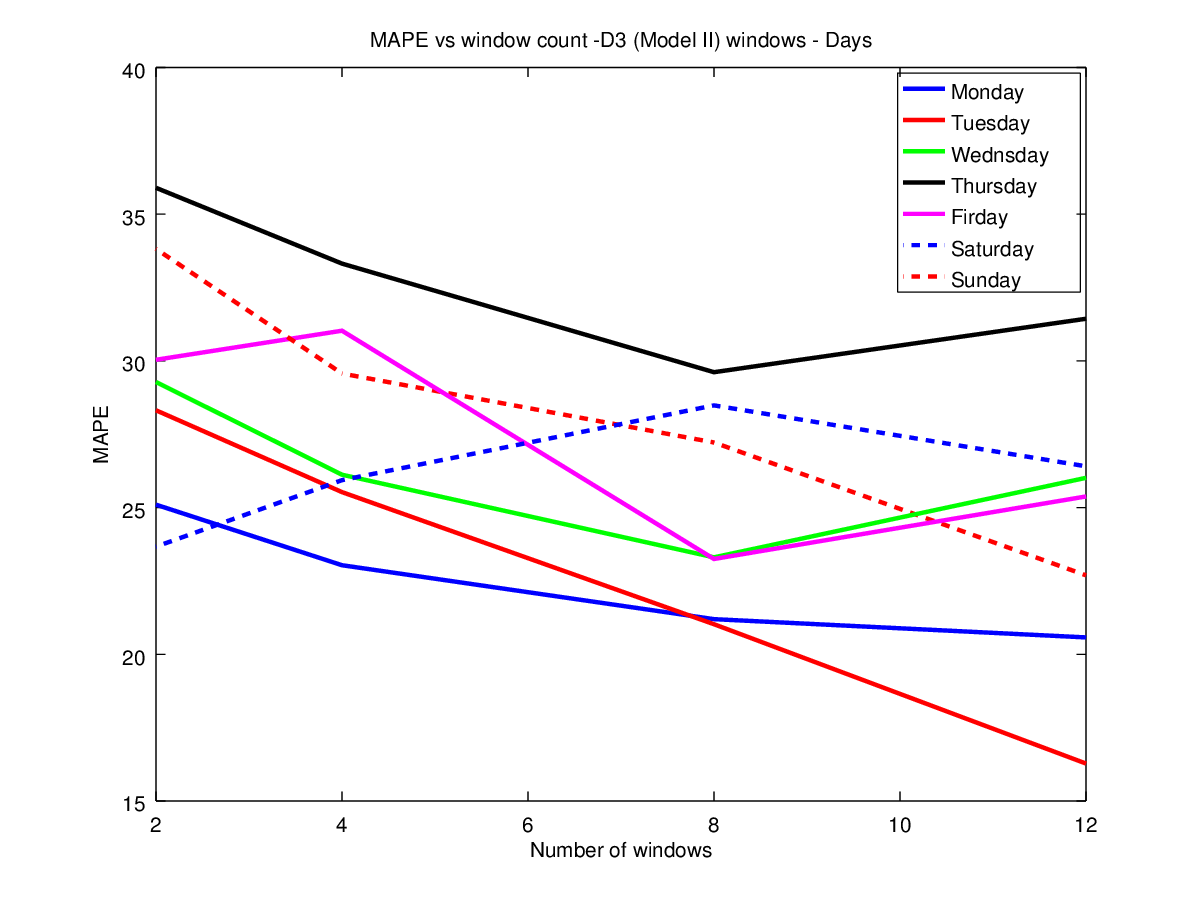 MAPE vs window count -D3 (Model II) windows - Days
40
35
30
25
20
15
MAPE
Monday
Tuesday
Wednsday
Thursday
Firday
Saturday
Sunday
2 4 6 8 10 12
Number of windows